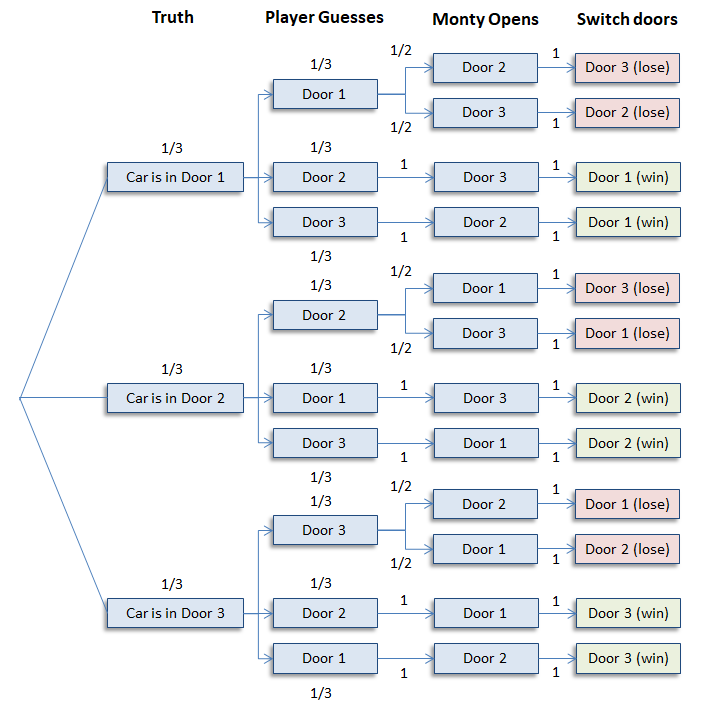 Truth Player Guesses Monty Opens Switch doors
1/3 1/2 Door 2 1 Door 3 (lose)
Door 1
1/2 Door 3 1 Door 2 (lose)
1/3 1/3 1 1
Car is in Door 1 Door 2 Door 3 Door 1 (win)
Door 3 Door 2 Door 1 (win)
1 1
1/3
1/3 1/2 Door 1 1 Door 3 (lose)
Door 2
1/2 Door 3 1 Door 1 (lose)
1/3 1/3 1 1
Car is in Door 2 Door 1 Door 3 Door 2 (win)
Door 3 Door 1 Door 2 (win)
1 1
1/3
1/3 1/2 Door 2 1 Door 1 (lose)
Door 3
1/2 Door 1 1 Door 2 (lose)
1/3 1/3 1 1
Car is in Door 3 Door 2 Door 1 Door 3 (win)
Door 1 Door 2 Door 3 (win)
1 1
1/3